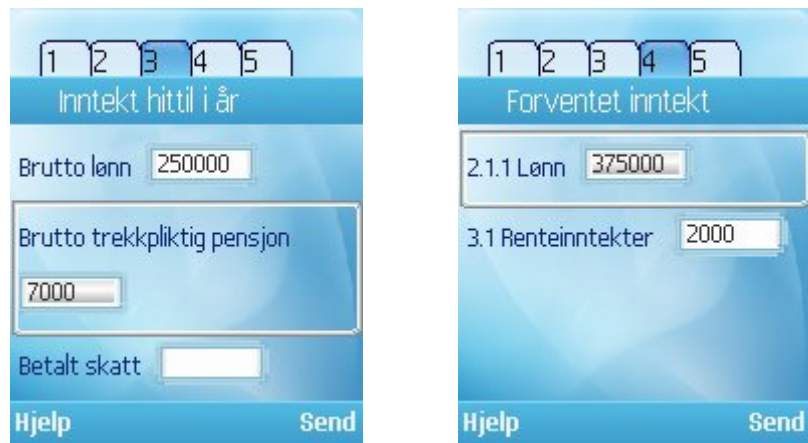 1 2 3 4 5
Inntekt hittil i år
Brutto lønn 250000
Brutto trekkpliktig pensjon
7000
Betalt skatt
Hjelp Send
1 2 3 4 5
Forventet inntekt
2.1.1 Lønn 375000
3.1 Renteinntekter 2000
Hjelp Send